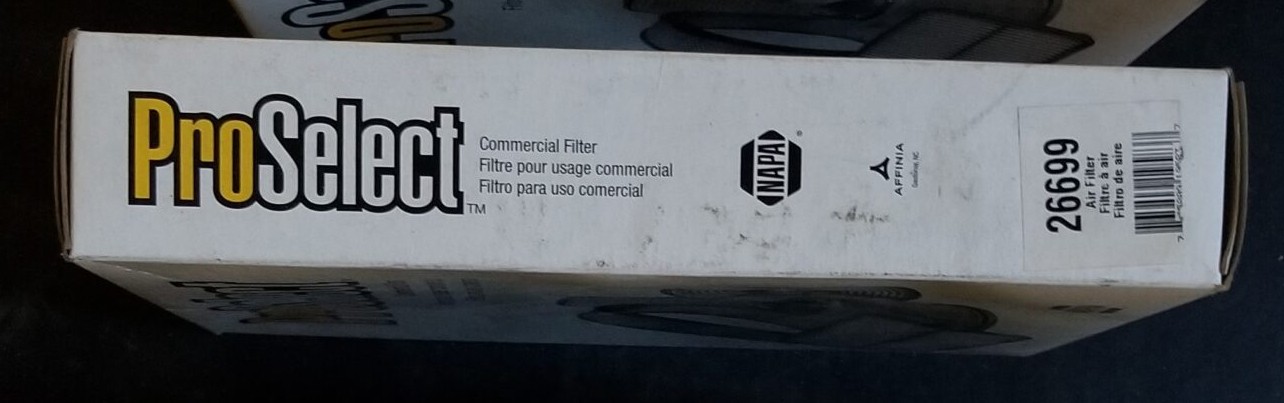 ProSelect™
Commercial Filter
Filtre pour usage commercial
Filtro para uso comercial
NAPA
AFFINIA
26699
Air Filter
Filtre à air
Filtro de aire